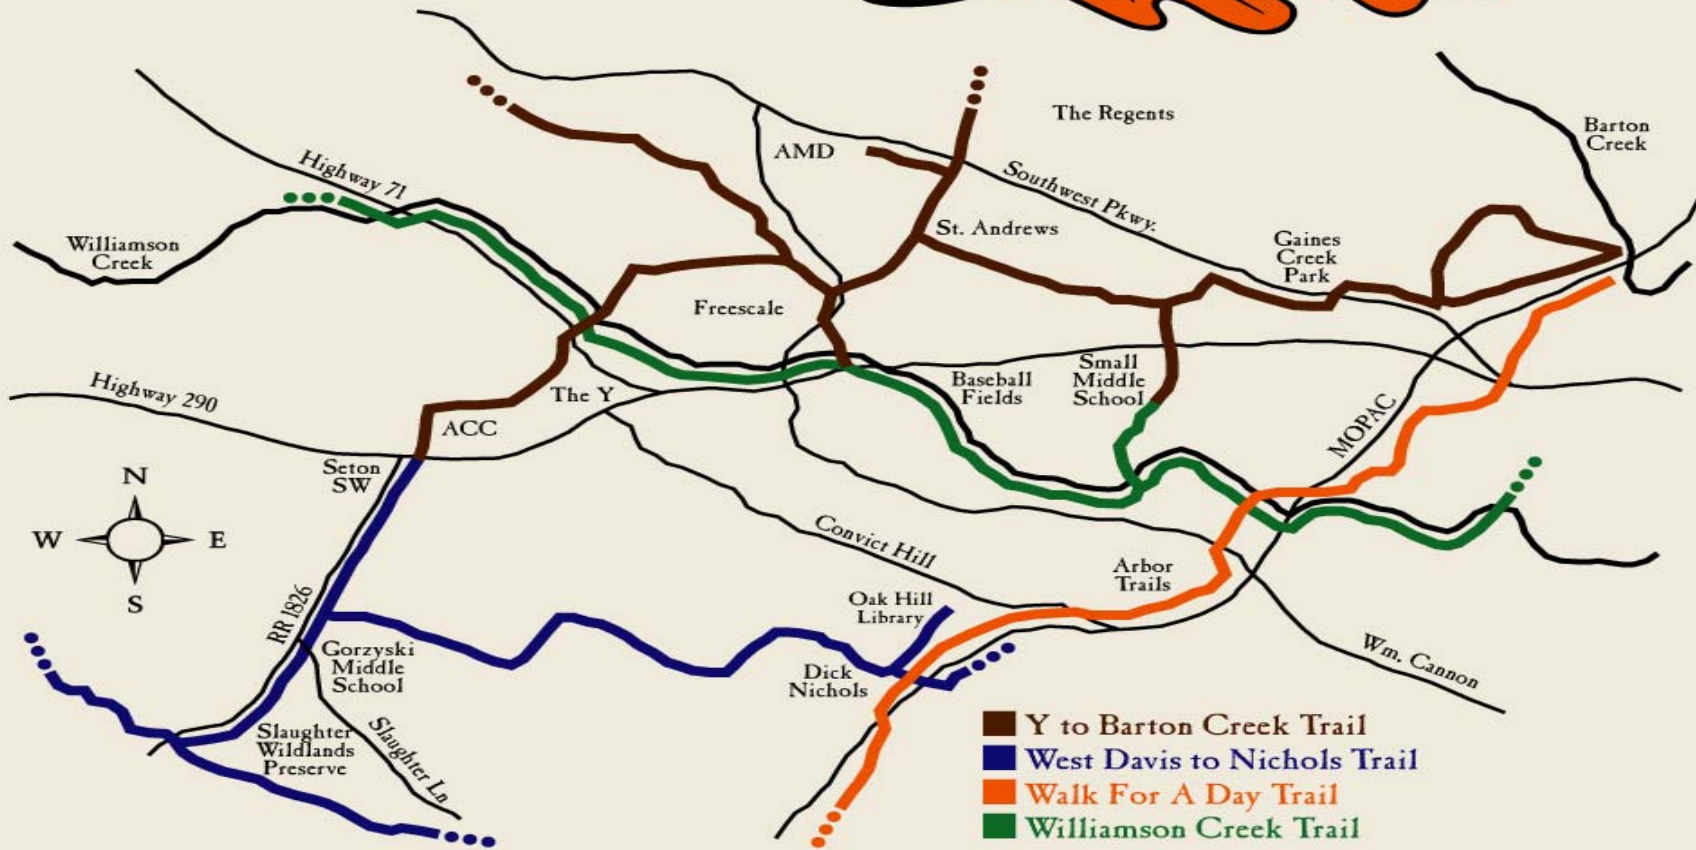 The Regents
Barton
Creek
AMD
Highway 71
Southwest Pkwy.
St. Andrews
Williamson
Creek
Gaines
Creek
Park
Freescale
Small
Middle
School
Baseball
Fields
The Y
Highway 290
ACC
MOPAC
Seton
SW
N
W
E
S
Convict Hill
Arbor
Trails
RR 1826
Oak Hill
Library
Gorzyski
Middle
School
Dick
Nichols
Wm. Cannon
Slaughter
Wildlands
Preserve
Slaughter Ln
Y to Barton Creek Trail
West Davis to Nichols Trail
Walk For A Day Trail
Williamson Creek Trail